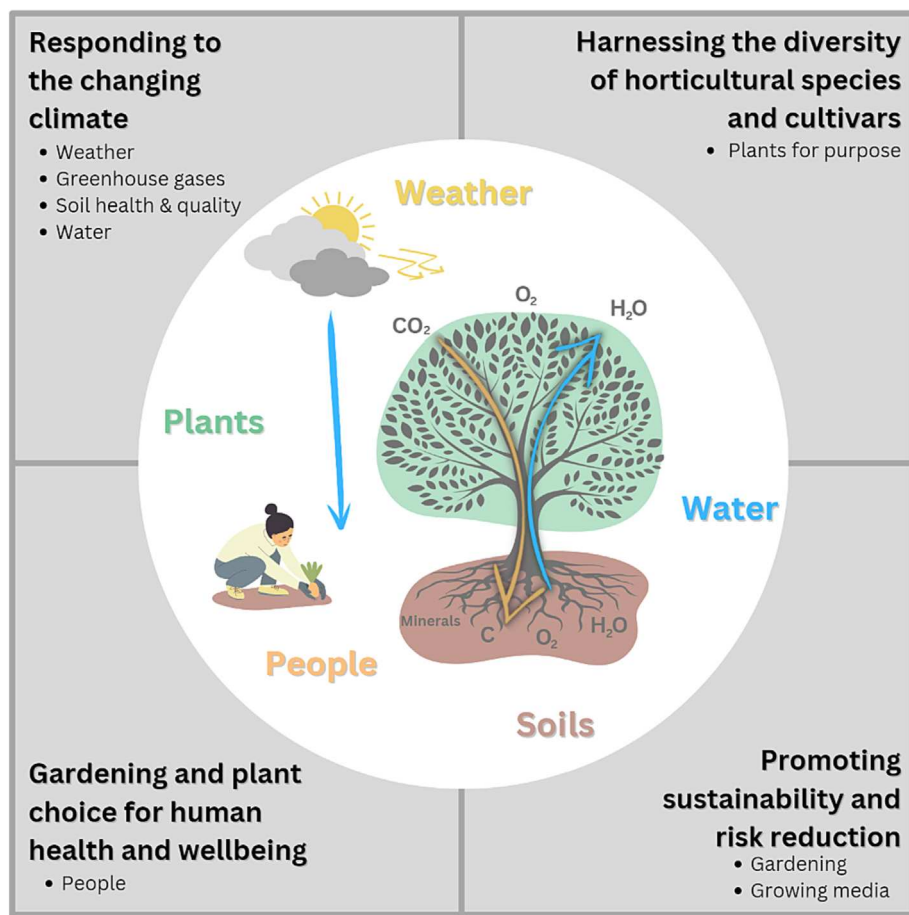 Responding to
the changing
climate
• Weather
• Greenhouse gases
• Soil health & quality
• Water
Harnessing the diversity
of horticultural species
and cultivars
• Plants for purpose
Weather
O₂
H₂O
CO₂
Plants
Water
Minerals
C
O₂
H₂O
People
Soils
Gardening and plant
choice for human
health and wellbeing
• People
Promoting
sustainability and
risk reduction
• Gardening
• Growing media